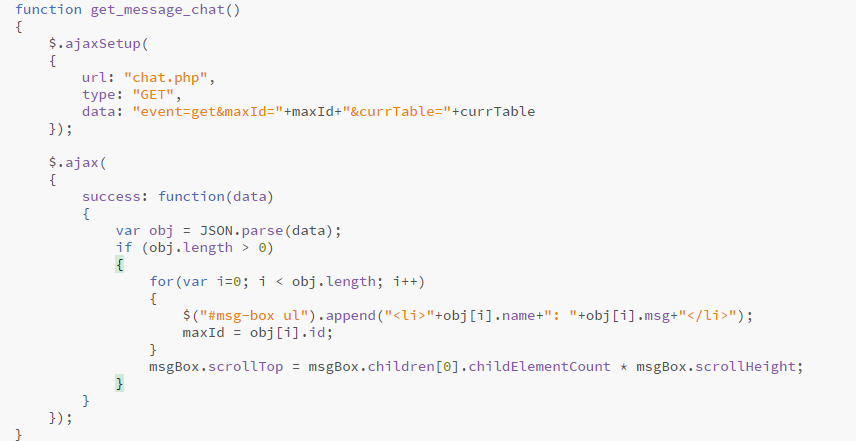 function get_message_chat()
{
    $.ajaxSetup(
    {
        url: "chat.php",
        type: "GET",
        data: "event=get&maxId="+maxId+"&currTable="+currTable
    });

    $.ajax(
    {
        success: function(data)
        {
            var obj = JSON.parse(data);
            if (obj.length > 0)
            {
                for(var i=0; i < obj.length; i++)
                {
                    $("#msg-box ul").append("<li>"+obj[i].name+": "+obj[i].msg+"</li>");
                    maxId = obj[i].id;
                }
                msgBox.scrollTop = msgBox.children[0].childElementCount * msgBox.scrollHeight;
            }
        }
    });
}